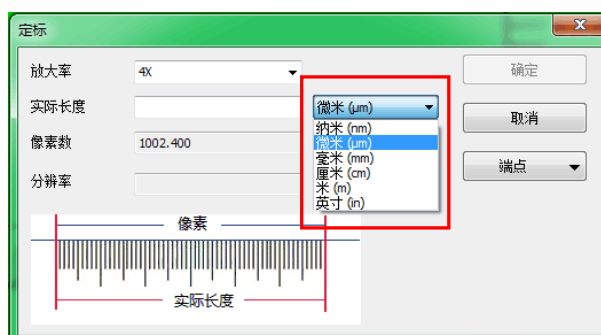 定标
放大率
4X
确定
实际长度
微米 (μm)
取消
纳米 (nm)
微米 (μm)
毫米 (mm)
厘米 (cm)
米 (m)
英寸 (in)
像素数
1002.400
端点
分辨率
像素
实际长度